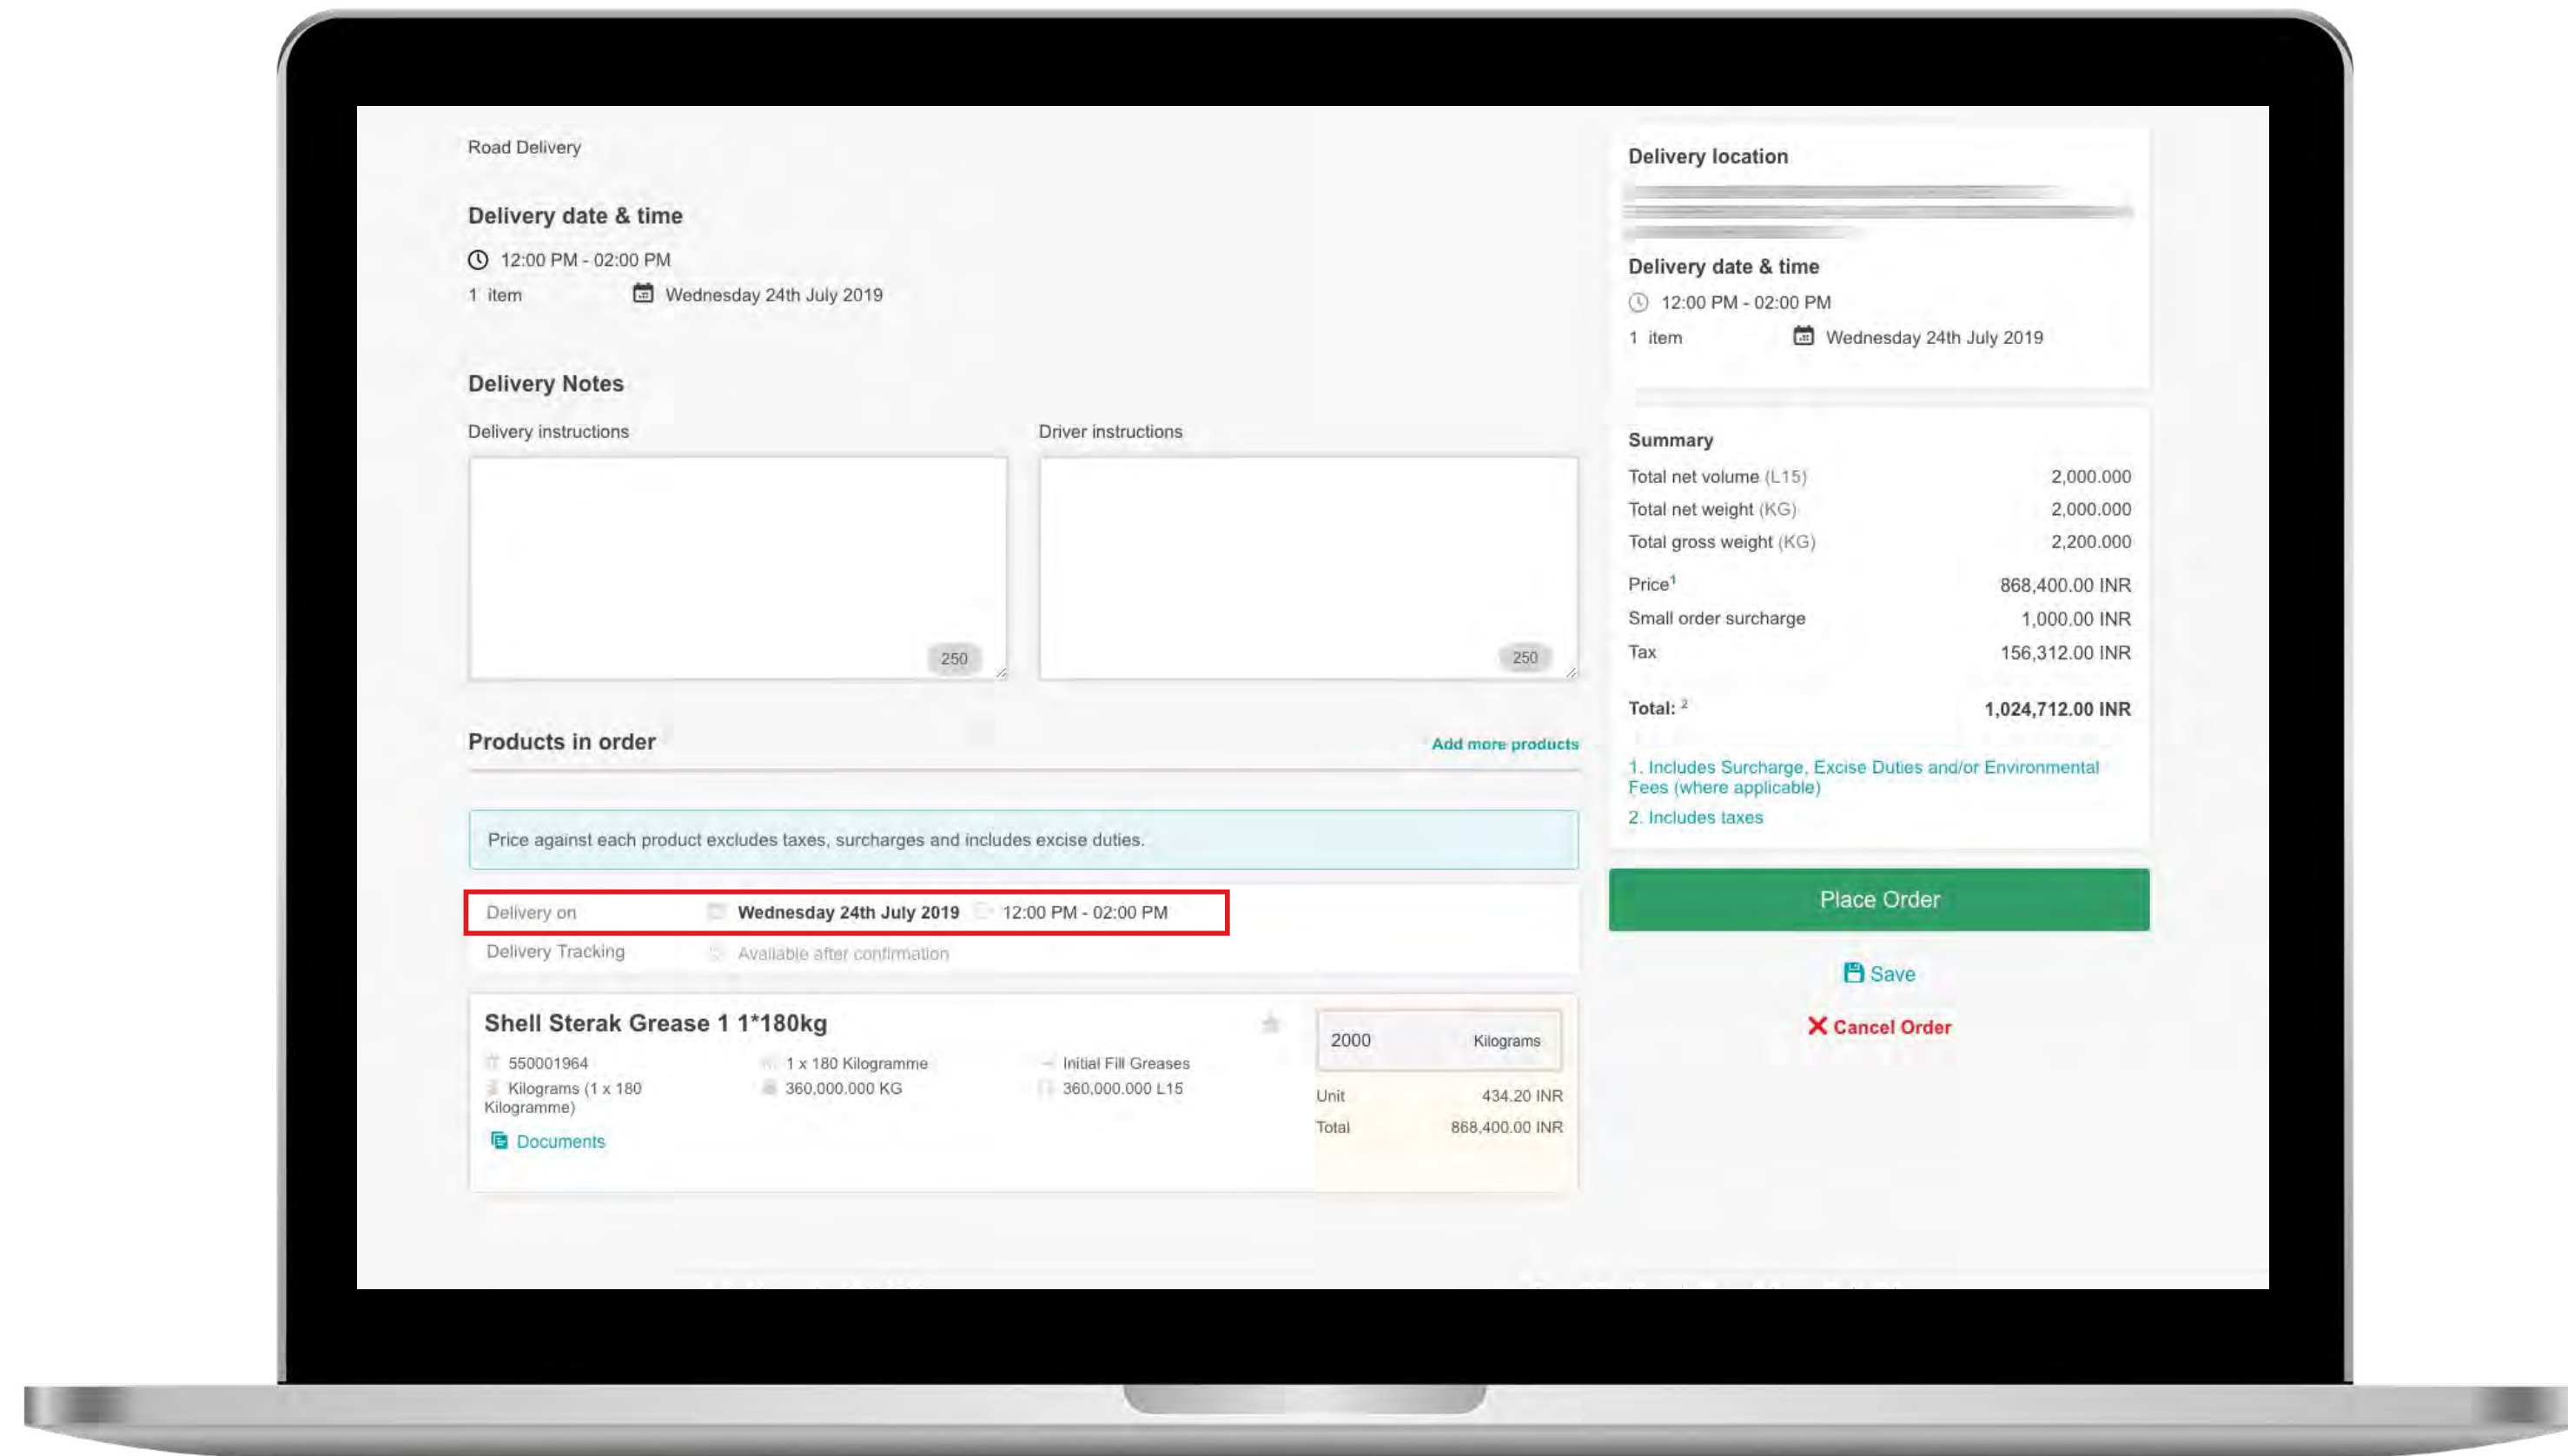 Road Delivery
Delivery date & time
12:00 PM - 02:00 PM
1 item Wednesday 24th July 2019
Delivery Notes
Delivery instructions Driver instructions
250 250
Products in order Add more products
Price against each product excludes taxes, surcharges and includes excise duties.
Delivery on Wednesday 24th July 2019 12:00 PM - 02:00 PM
Delivery Tracking Available after confirmation
Shell Sterak Grease 1 1*180kg
550001964 1 x 180 Kilogramme Initial Fill Greases
Kilograms (1 x 180 360,000.000 KG 360,000.000 L15
Kilogramme)
Documents
2000 Kilograms
Unit 434.20 INR
Total 868,400.00 INR
Delivery location
Delivery date & time
12:00 PM - 02:00 PM
1 item Wednesday 24th July 2019
Summary
Total net volume (L15) 2,000.000
Total net weight (KG) 2,000.000
Total gross weight (KG) 2,200.000
Price1 868,400.00 INR
Small order surcharge 1,000.00 INR
Tax 156,312.00 INR
Total: 2 1,024,712.00 INR
1. Includes Surcharge, Excise Duties and/or Environmental
Fees (where applicable)
2. Includes taxes
Place Order
Save
Cancel Order